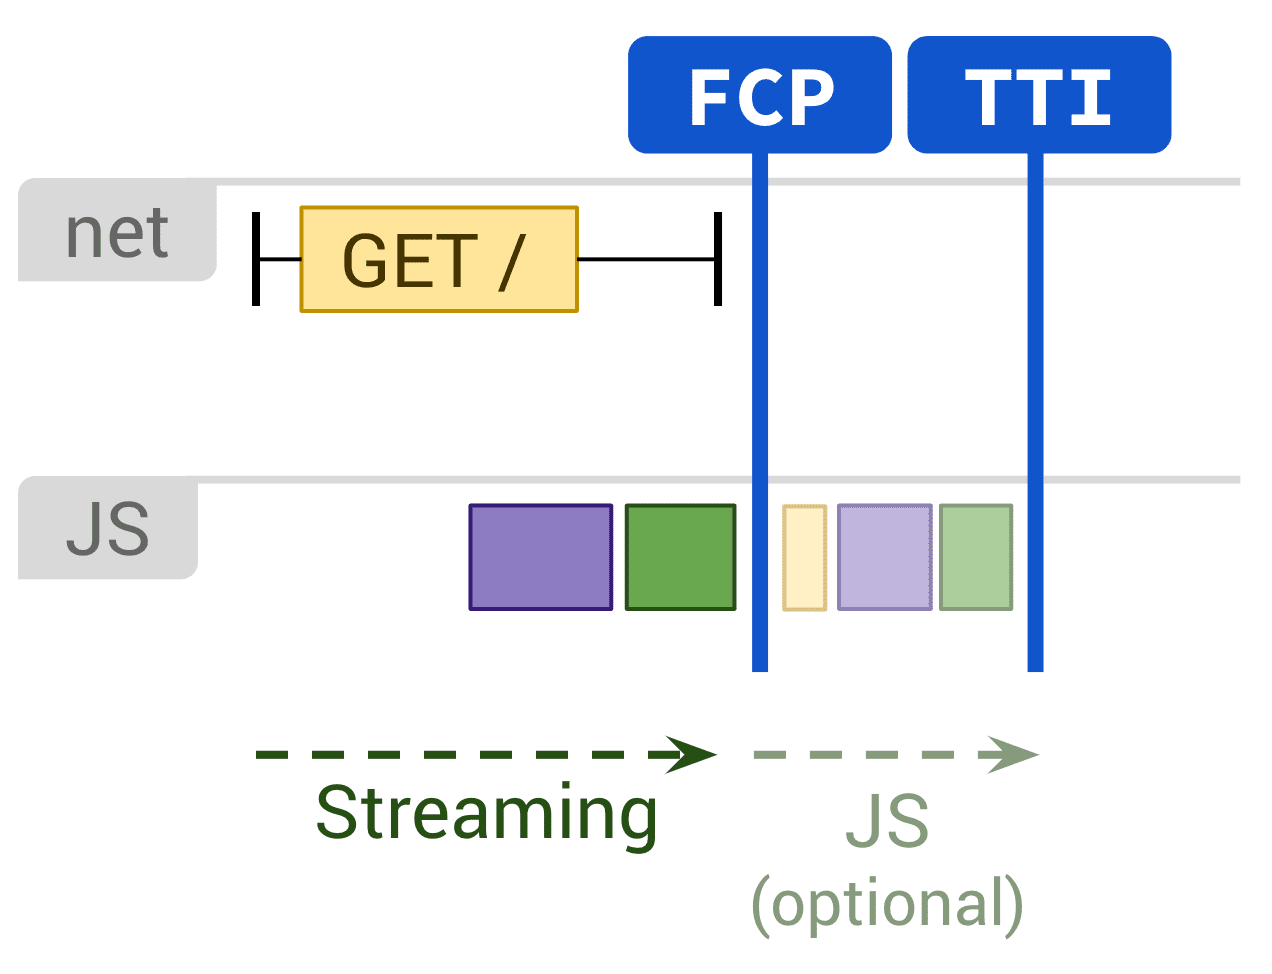 FCP
TTI
net
GET /
JS
Streaming
JS
(optional)